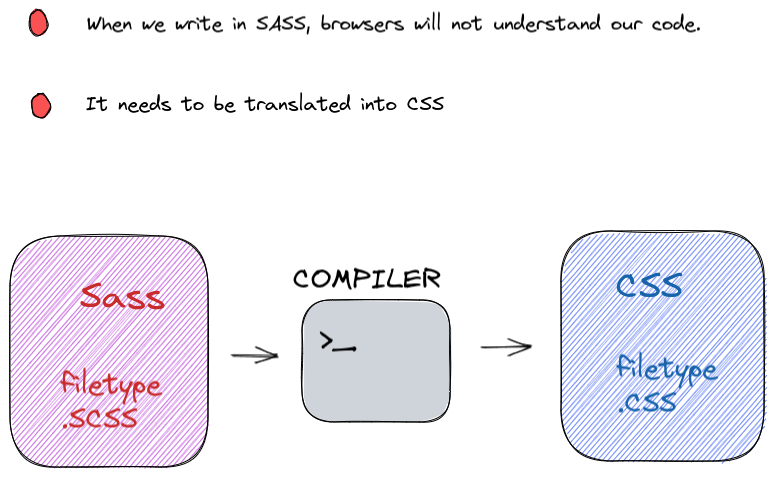 When we write in SASS, browsers will not understand our code.
It needs to be translated into CSS
COMPILER
Sass
filetype
.SCSS
>_
CSS
filetype
.CSS